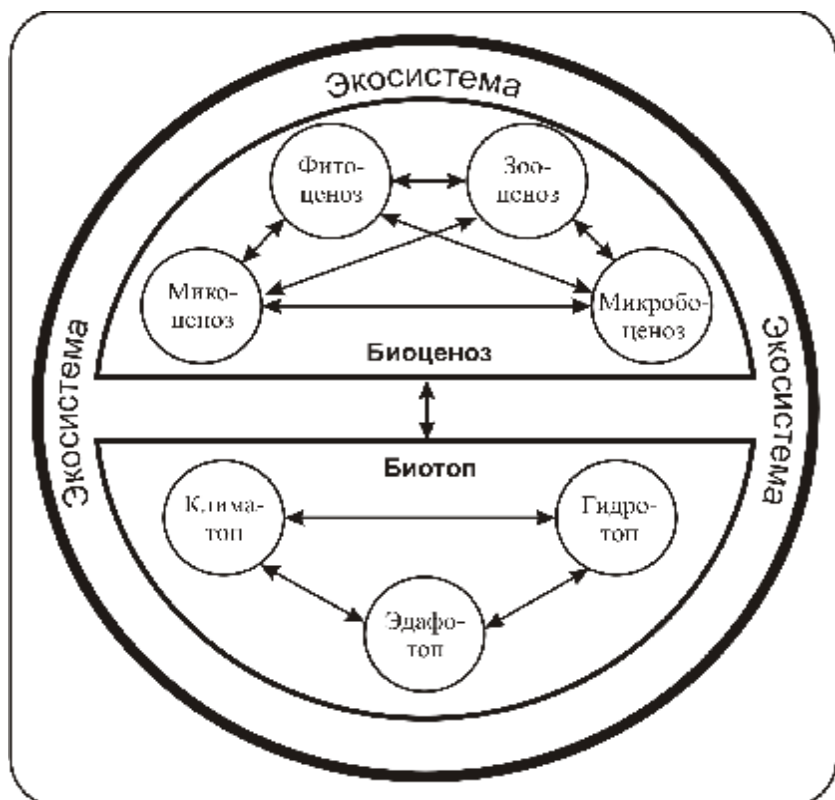 Экосистема
Фито-
ценоз
Зоо-
ценоз
Мико-
ценоз
Микробо-
ценоз
Биоценоз
Экосистема
Экосистема
Биотоп
Клима-
топ
Гидро-
топ
Эдафо-
топ